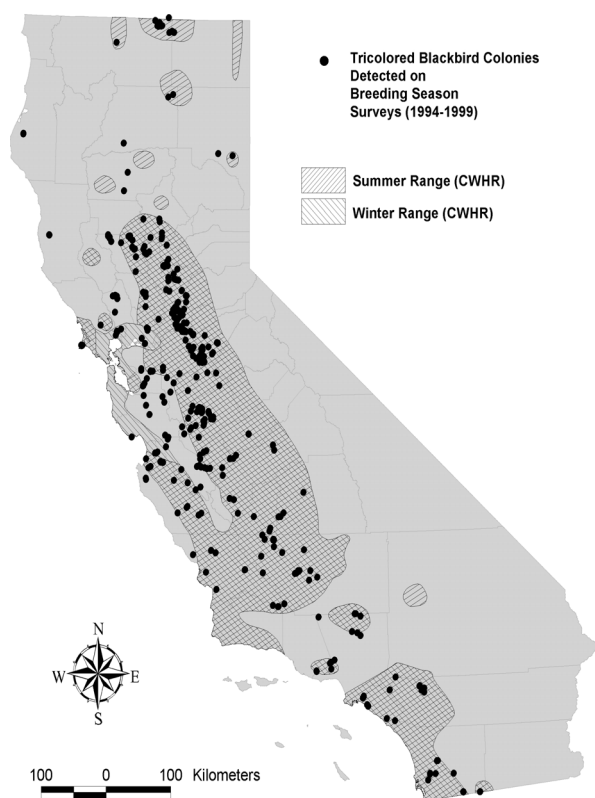 Tricolored Blackbird Colonies
Detected on
Breeding Season
Surveys (1994-1999)
Summer Range (CWHR)
Winter Range (CWHR)
N
W E
S
100 0 100 Kilometers